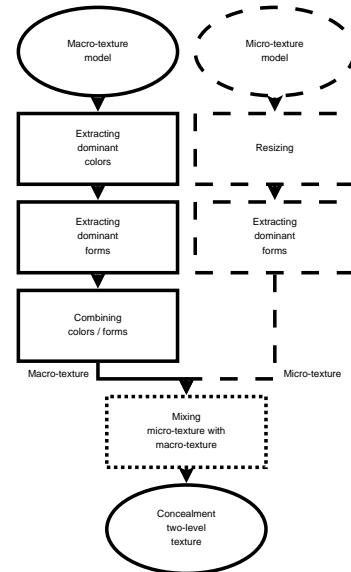 Macro-texture
model
Micro-texture
model
Extracting
dominant
colors
Resizing
Extracting
dominant
forms
Extracting
dominant
forms
Combining
colors / forms
Macro-texture
Micro-texture
Mixing
micro-texture with
macro-texture
Concealment
two-level
texture